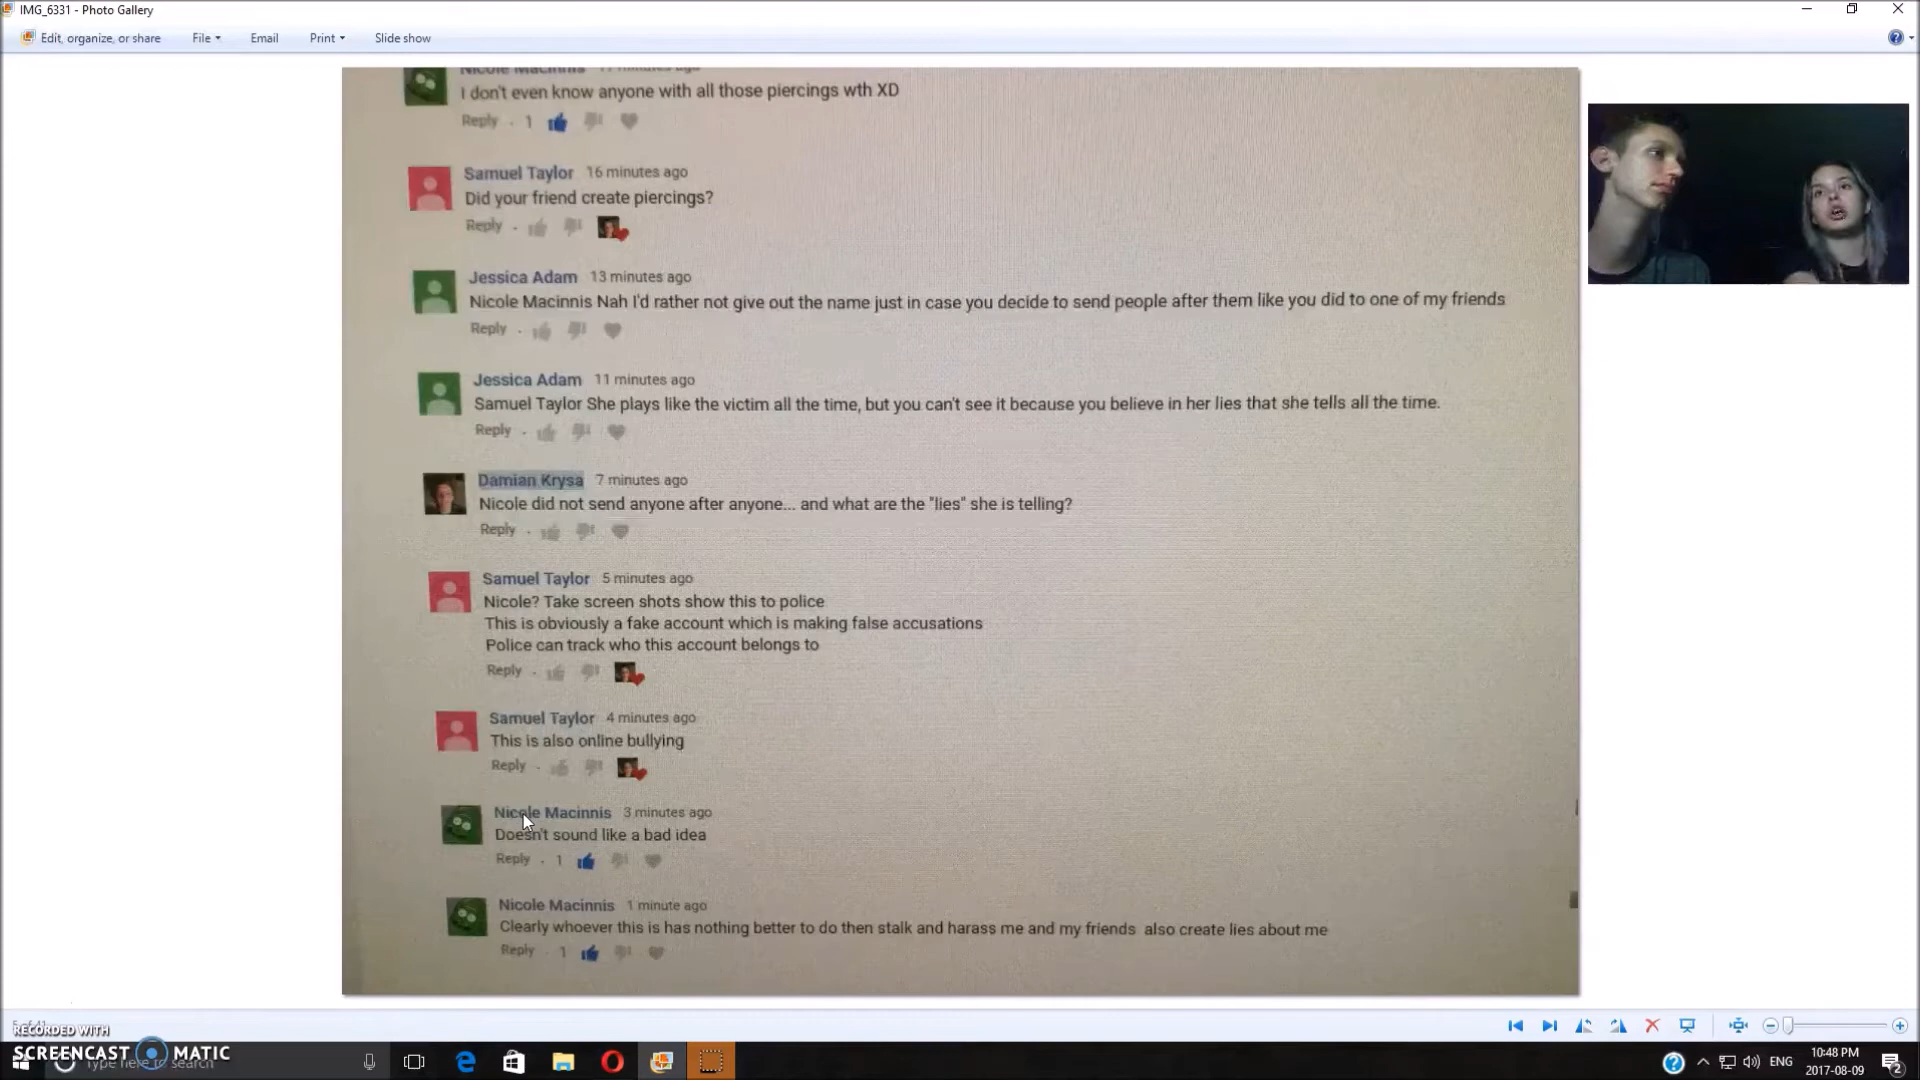 IMG_6331 - Photo Gallery
Edit, organize, or share File Email Print Slide show
Nicole Macinnis 17 minutes ago
I don't even know anyone with all those piercings wth XD
Reply · 1
Samuel Taylor 16 minutes ago
Did your friend create piercings?
Reply ·
Jessica Adam 13 minutes ago
Nicole Macinnis Nah I'd rather not give out the name just in case you decide to send people after them like you did to one of my friends
Reply ·
Jessica Adam 11 minutes ago
Samuel Taylor She plays like the victim all the time, but you can't see it because you believe in her lies that she tells all the time.
Reply ·
Damian Krysa 7 minutes ago
Nicole did not send anyone after anyone... and what are the "lies" she is telling?
Reply ·
Samuel Taylor 5 minutes ago
Nicole? Take screen shots show this to police
This is obviously a fake account which is making false accusations
Police can track who this account belongs to
Reply ·
Samuel Taylor 4 minutes ago
This is also online bullying
Reply ·
Nicole Macinnis 3 minutes ago
Doesn't sound like a bad idea
Reply · 1
Nicole Macinnis 1 minute ago
Clearly whoever this is has nothing better to do then stalk and harass me and my friends also create lies about me
Reply · 1
RECORDED WITH
SCREENCAST MATIC
Type here to search
ENG
10:48 PM
2017-08-09
2